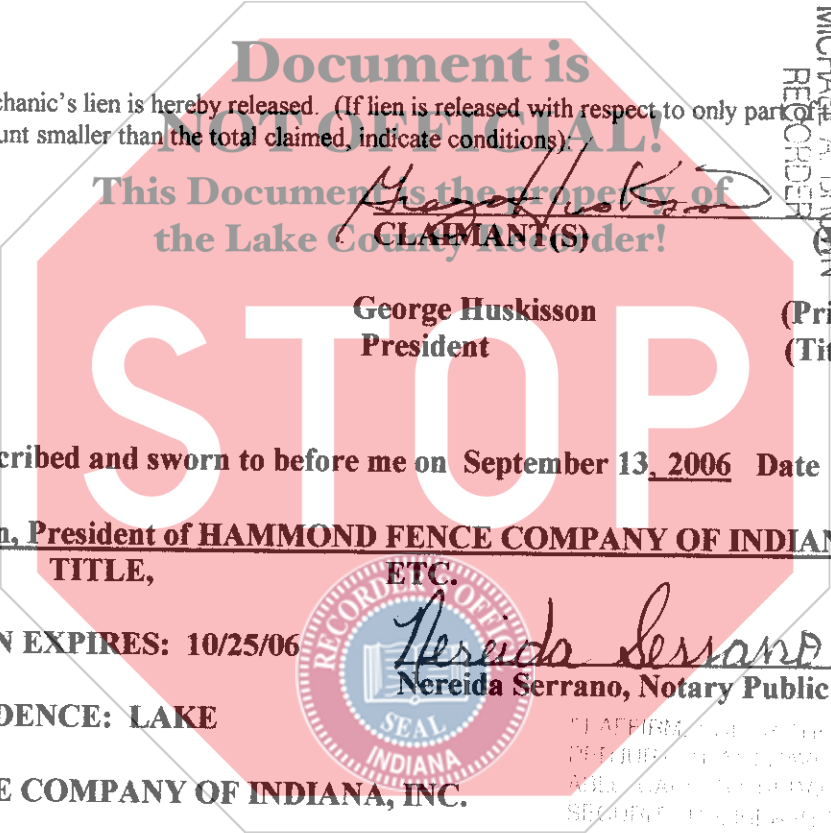 Document is
chanic's lien is hereby released. (If lien is released with respect to only part of t
unt smaller than the total claimed, indicate conditions):
NOT OFFICIAL!
This Document is the property of
the Lake County Recorder!
CLAIMANT(S)
RECORDER
George Huskisson (Pri
President (Tit
STOP
cribed and sworn to before me on September 13, 2006 Date
n, President of HAMMOND FENCE COMPANY OF INDIAN
TITLE, ETC.
RECORDER'S OFFICE
N EXPIRES: 10/25/06
Nereida Serrano
Nereida Serrano, Notary Public
DENCE: LAKE
SEAL
INDIANA
E COMPANY OF INDIANA, INC.